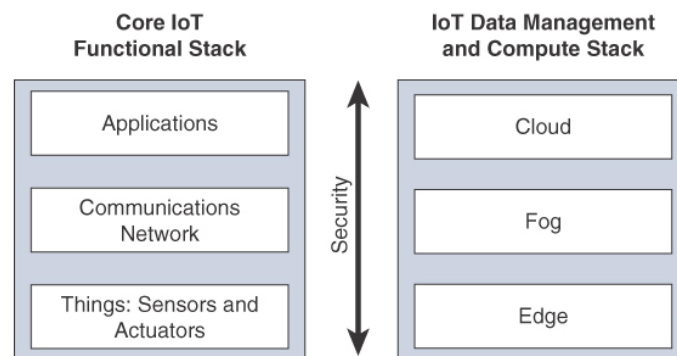 Core IoT
Functional Stack
IoT Data Management
and Compute Stack
Applications
Communications
Network
Things: Sensors and
Actuators
Security
Cloud
Fog
Edge